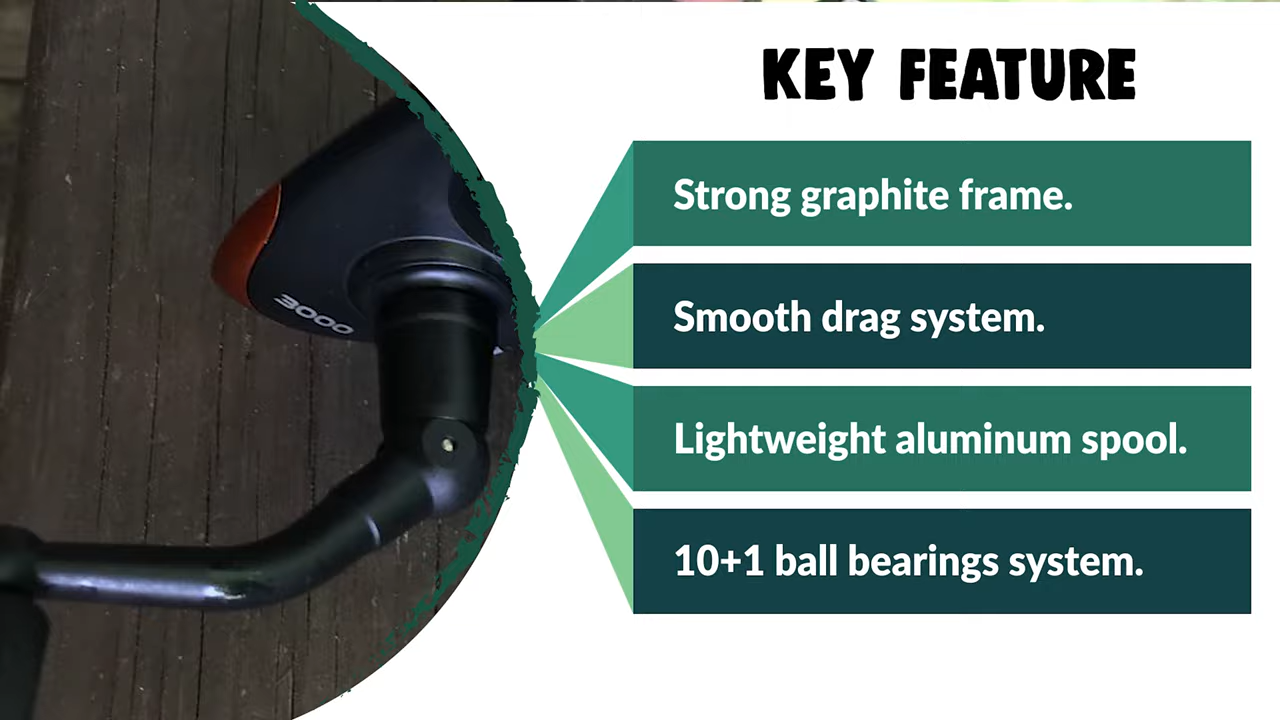 KEY FEATURE
Strong graphite frame.
Smooth drag system.
Lightweight aluminum spool.
10+1 ball bearings system.
3000